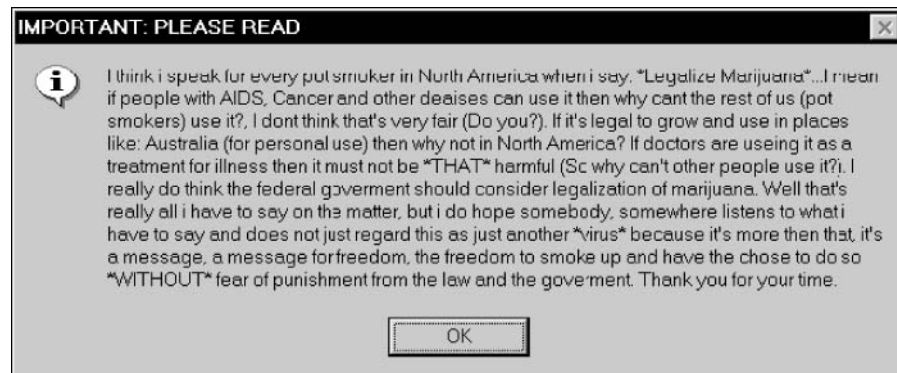 IMPORTANT: PLEASE READ
I think i speak for every pot smoker in North America when i say, *Legalize Marijuana*...I mean
if people with AIDS, Cancer and other deaises can use it then why cant the rest of us (pot
smokers) use it?, I dont think that's very fair (Do you?). If it's legal to grow and use in places
like: Australia (for personal use) then why not in North America? If doctors are useing it as a
treatment for illness then it must not be *THAT* harmful (So why can't other people use it?). I
really do think the federal goverment should consider legalization of marijuana. Well that's
really all i have to say on the matter, but i do hope somebody, somewhere listens to what i
have to say and does not just regard this as just another *virus* because it's more then that, it's
a message, a message for freedom, the freedom to smoke up and have the chose to do so
*WITHOUT* fear of punishment from the law and the goverment. Thank you for your time.
OK